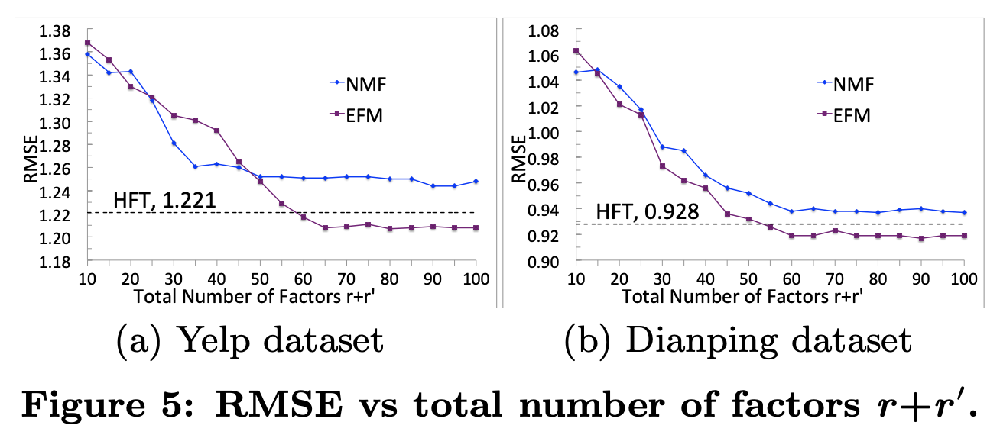 1.38
1.36
1.34
1.32
1.30
1.28
1.26
1.24
1.22
1.20
1.18
RMSE
NMF
EFM
HFT, 1.221
10 20 30 40 50 60 70 80 90 100
Total Number of Factors r+r'
(a) Yelp dataset
1.08
1.06
1.04
1.02
1.00
0.98
0.96
0.94
0.92
0.90
RMSE
NMF
EFM
HFT, 0.928
10 20 30 40 50 60 70 80 90 100
Total Number of Factors r+r'
(b) Dianping dataset
Figure 5: RMSE vs total number of factors r+r′.